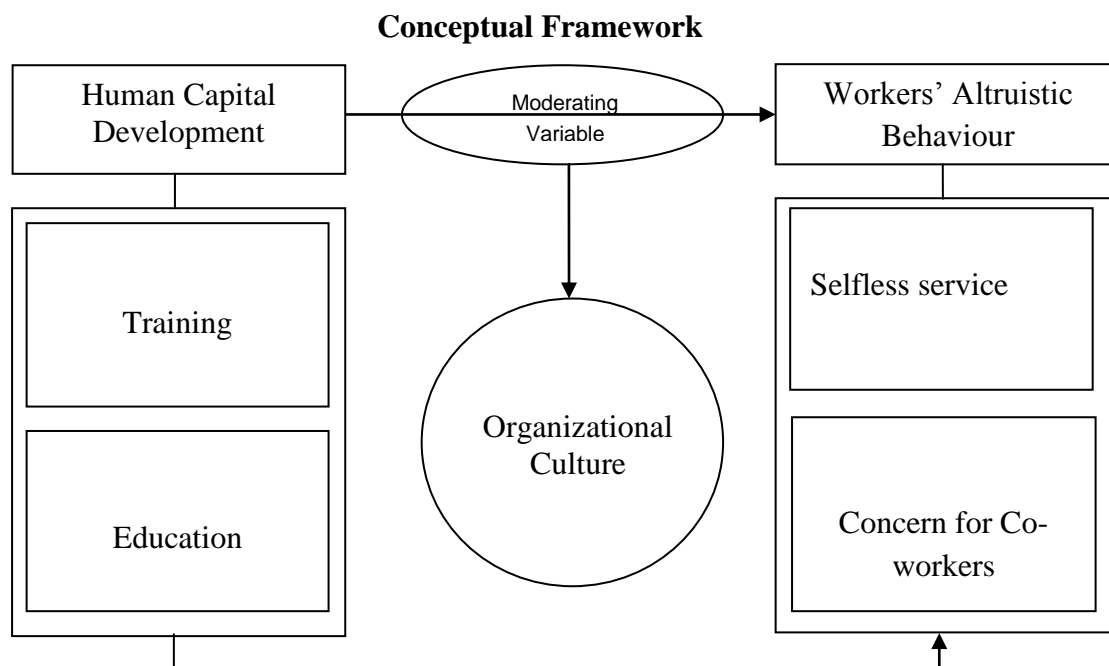 Conceptual Framework
Human Capital
Development
Moderating
Variable
Workers’ Altruistic
Behaviour
Training
Education
Organizational
Culture
Selfless service
Concern for Co-
workers